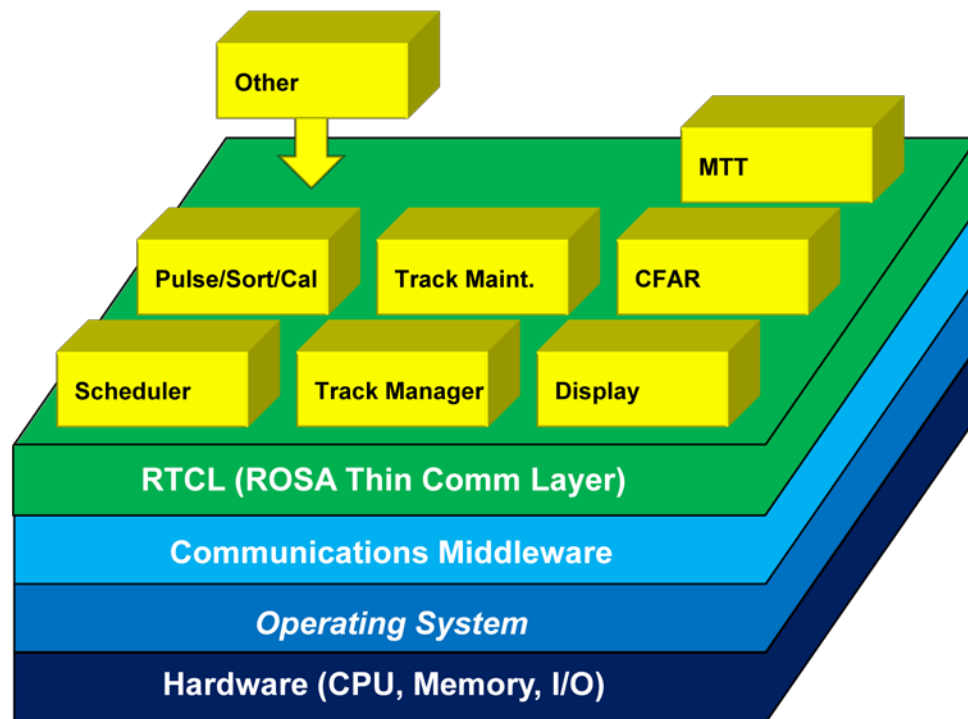 Other
MTT
Pulse/Sort/Cal
Track Maint.
CFAR
Scheduler
Track Manager
Display
RTCL (ROSA Thin Comm Layer)
Communications Middleware
Operating System
Hardware (CPU, Memory, I/O)